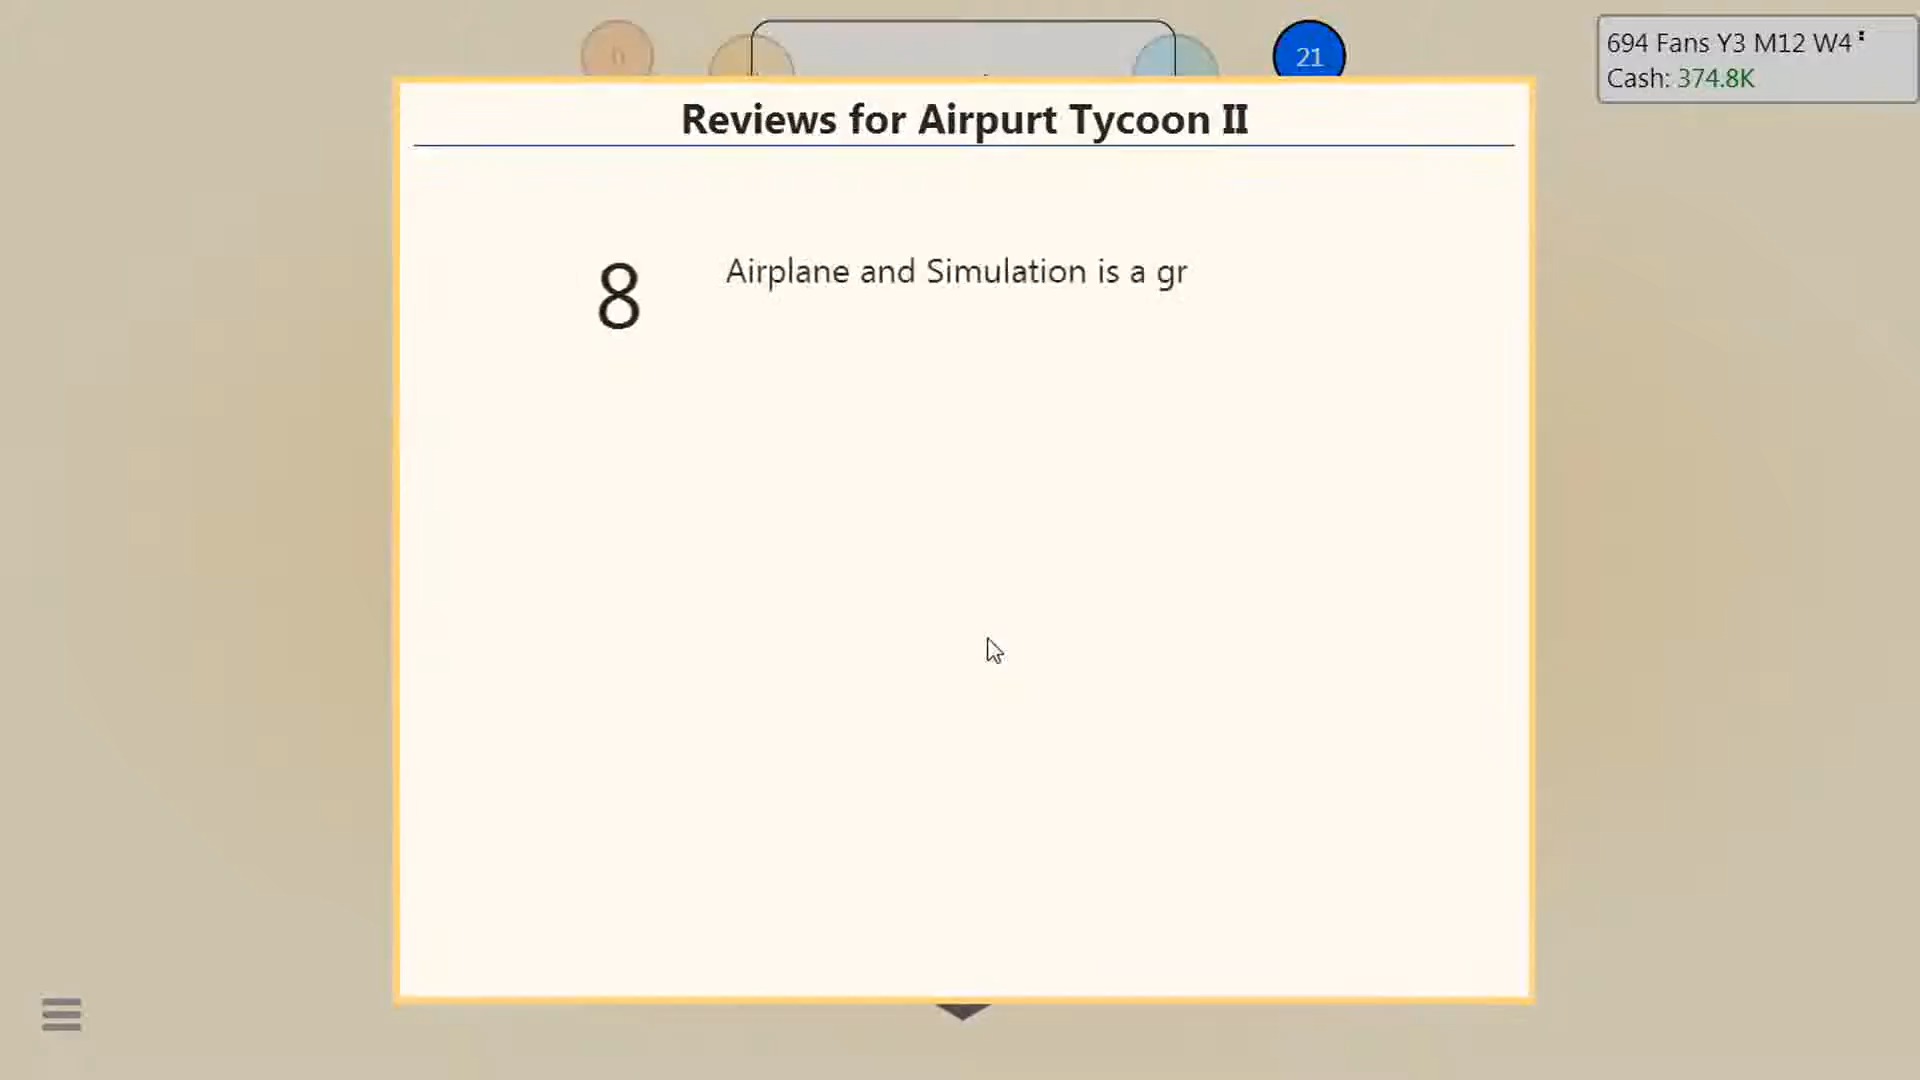 0
21
694 Fans Y3 M12 W4
Cash: 374.8K
Reviews for Airpurt Tycoon II
8
Airplane and Simulation is a gr